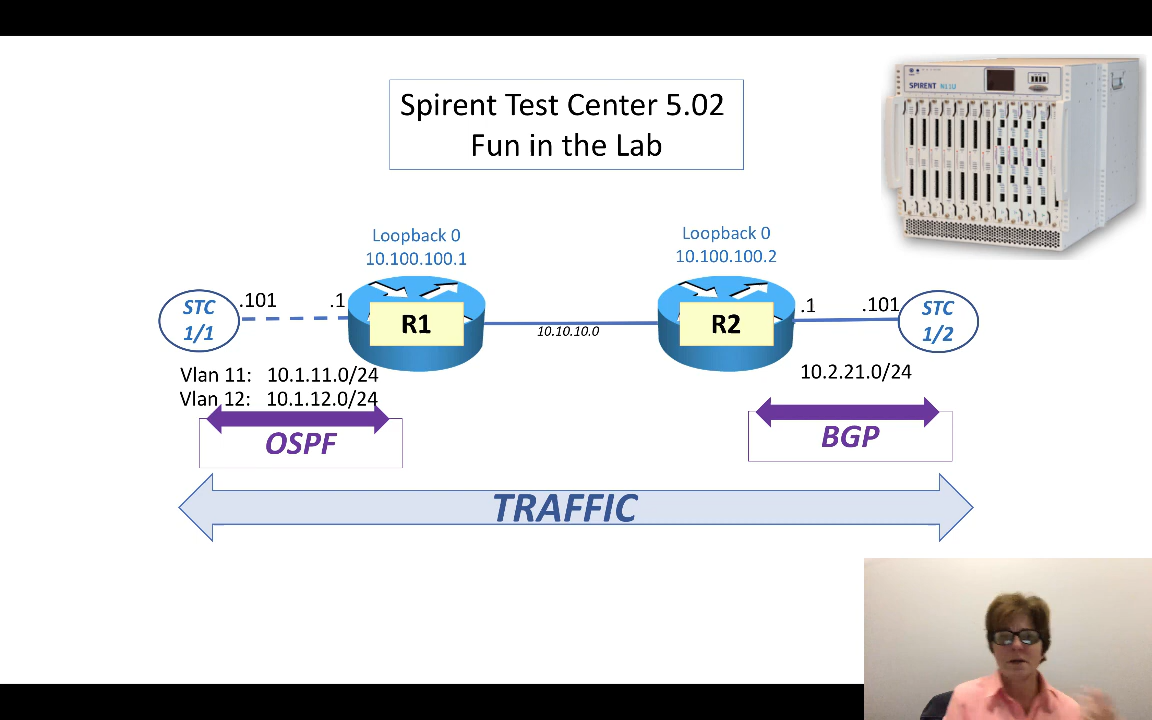 Spirent Test Center 5.02
Fun in the Lab
SPIRENT N11U
Loopback 0
10.100.100.1
Loopback 0
10.100.100.2
STC
1/1
.101
.1
R1
10.10.10.0
R2
.1
.101
STC
1/2
Vlan 11: 10.1.11.0/24
Vlan 12: 10.1.12.0/24
10.2.21.0/24
OSPF
BGP
TRAFFIC